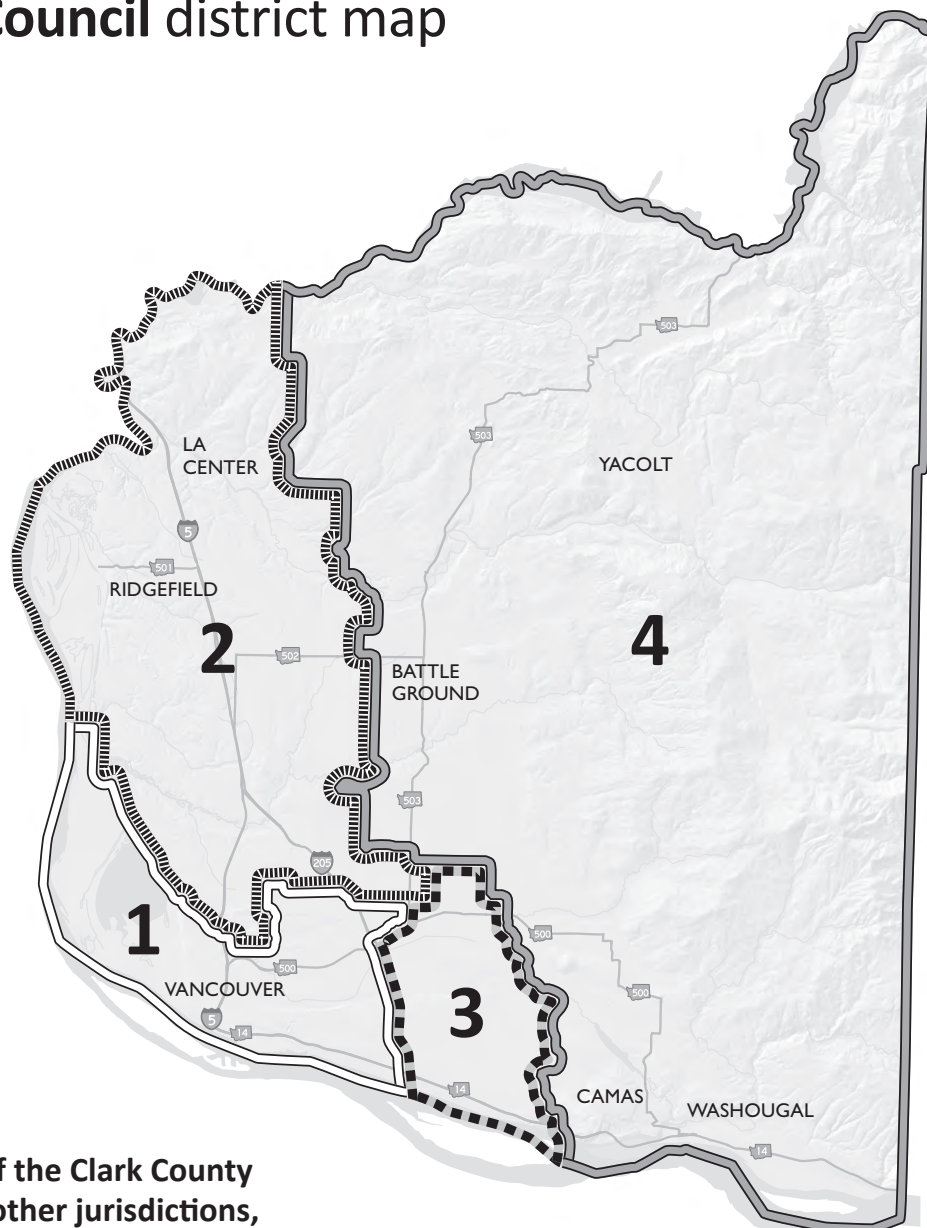 Council district map
503
503
LA
CENTER
YACOLT
5
501
RIDGEFIELD
2
4
502
BATTLE
GROUND
503
205
1
500
500
VANCOUVER
500
3
5
14
14
CAMAS
WASHOUGAL
14
of the Clark County
other jurisdictions,